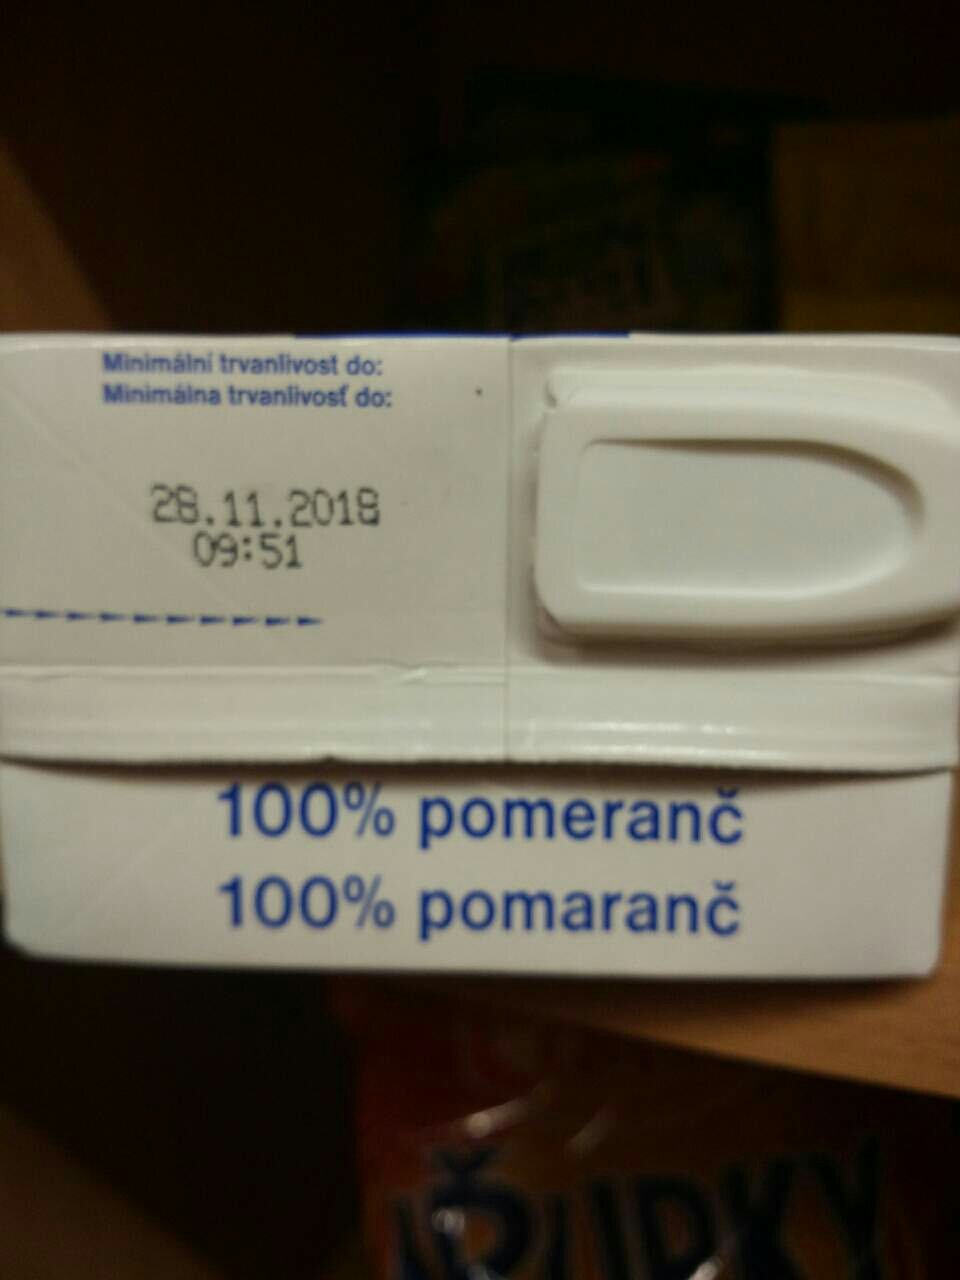 Minimální trvanlivost do:
Minimálna trvanlivosť do:
28.11.2018
09:51
100% pomeranč
100% pomaranč